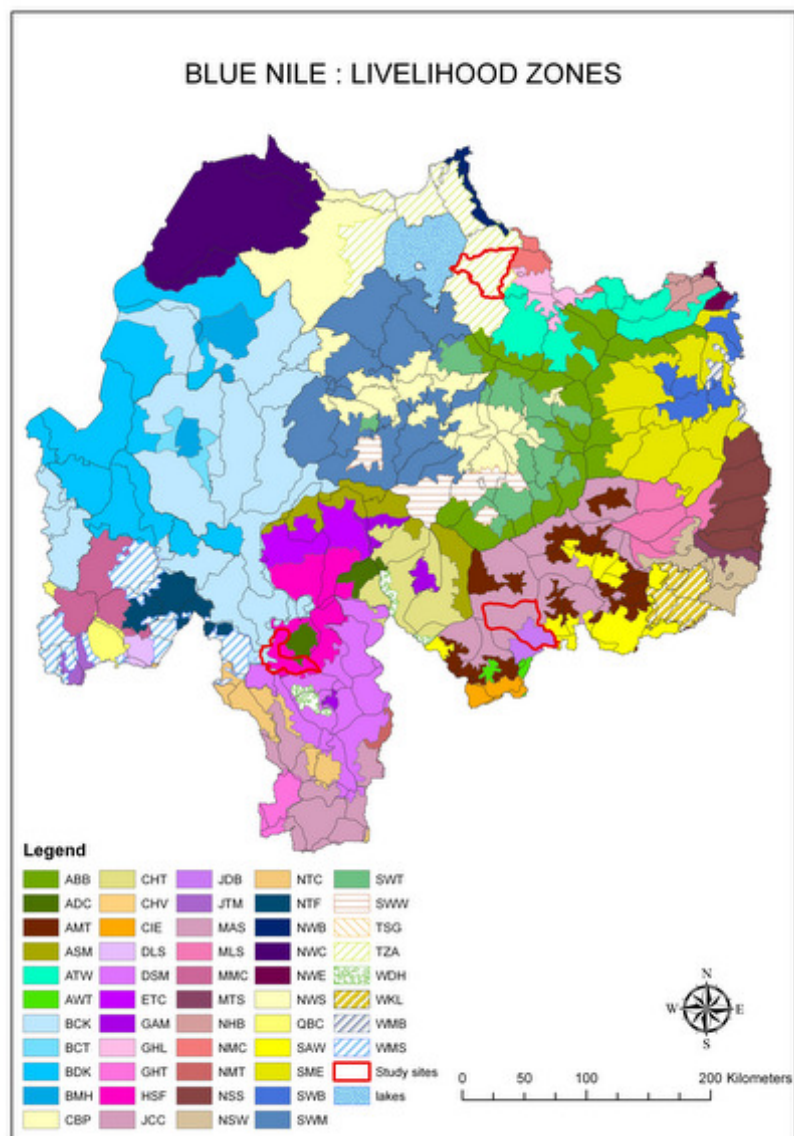 BLUE NILE : LIVELIHOOD ZONES
Legend
ABB CHT JDB NTC SWT
ADC CHV JTM NTF SWW
AMT CIE MAS NWB TSG
ASM DLS MLS NWC TZA
ATW DSM MMC NWE WDH
AWT ETC MTS NWS WKL
BCK GAM NHB QBC WMB
BCT GHL NMC SAW WMS
BDK GHT NMT SME Study sites
BMH HSF NSS SWB lakes
CBP JCC NSW SWM
N
W E
S
0 50 100 200 Kilometers